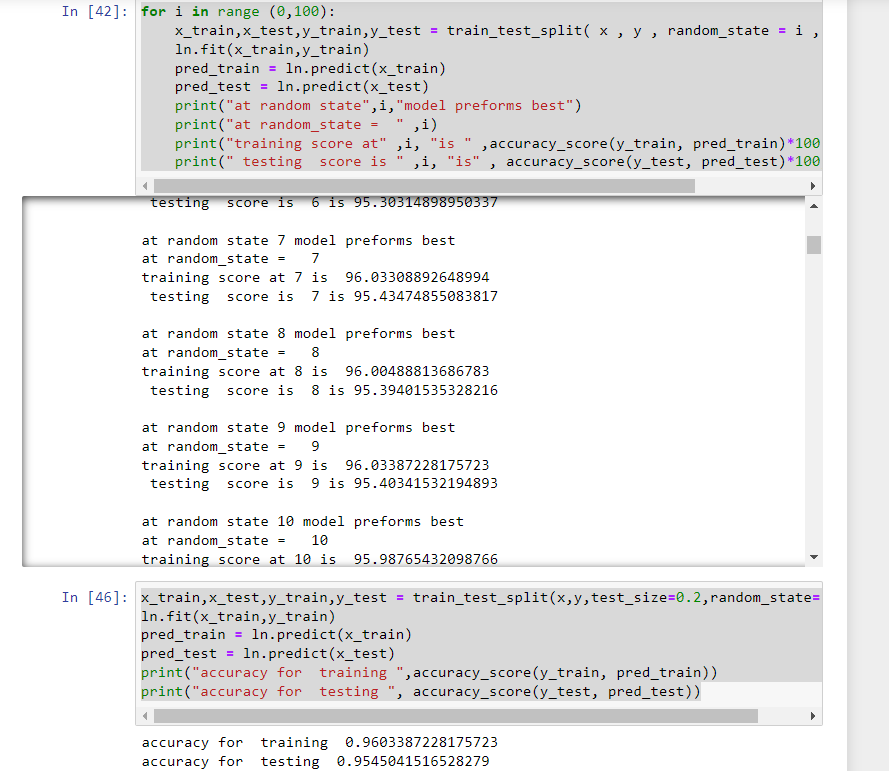 In [42]: for i in range (0,100):
x_train,x_test,y_train,y_test = train_test_split( x , y , random_state = i ,
ln.fit(x_train,y_train)
pred_train = ln.predict(x_train)
pred_test = ln.predict(x_test)
print("at random state",i,"model preforms best")
print("at random_state =  " ,i)
print("training score at" ,i, "is " ,accuracy_score(y_train, pred_train)*100
print(" testing  score is " ,i, "is" , accuracy_score(y_test, pred_test)*100
testing  score is  6 is 95.30314898950337
at random state 7 model preforms best
at random_state =   7
training score at 7 is  96.03308892648994
testing  score is  7 is 95.43474855083817
at random state 8 model preforms best
at random_state =   8
training score at 8 is  96.00488813686783
testing  score is  8 is 95.39401535328216
at random state 9 model preforms best
at random_state =   9
training score at 9 is  96.03387228175723
testing  score is  9 is 95.40341532194893
at random state 10 model preforms best
at random_state =   10
training score at 10 is  95.98765432098766
In [46]: x_train,x_test,y_train,y_test = train_test_split(x,y,test_size=0.2,random_state=
ln.fit(x_train,y_train)
pred_train = ln.predict(x_train)
pred_test = ln.predict(x_test)
print("accuracy for  training ",accuracy_score(y_train, pred_train))
print("accuracy for  testing ", accuracy_score(y_test, pred_test))
accuracy for  training  0.9603387228175723
accuracy for  testing  0.9545041516528279